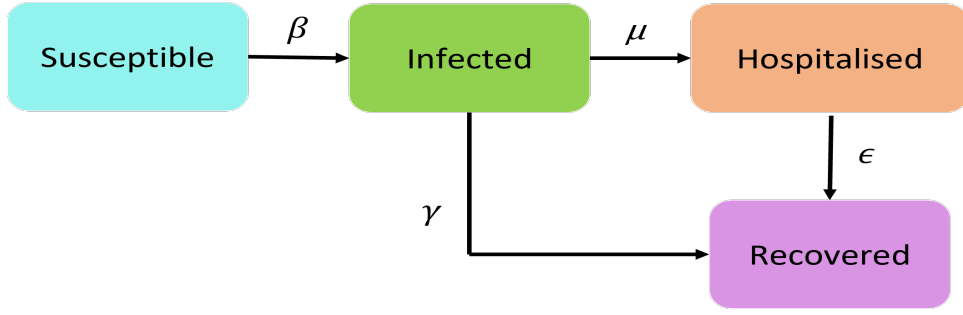 Susceptible
β
Infected
μ
Hospitalised
γ
ϵ
Recovered